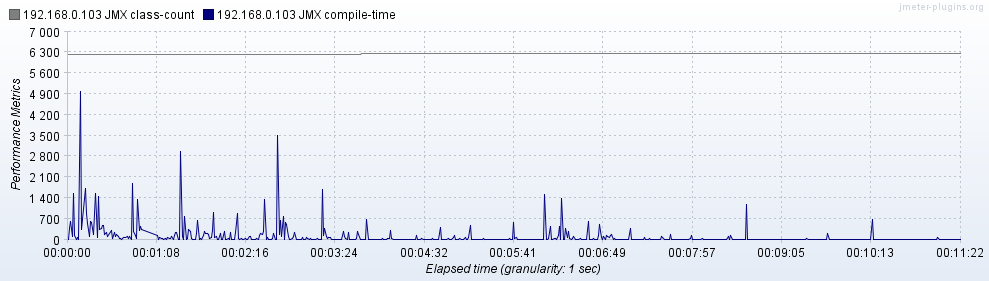 192.168.0.103 JMX class-count 192.168.0.103 JMX compile-time
jmeter-plugins.org
7 000
6 300
5 600
4 900
4 200
3 500
2 800
2 100
1 400
700
0
Performance Metrics
00:00:00 00:01:08 00:02:16 00:03:24 00:04:32 00:05:41 00:06:49 00:07:57 00:09:05 00:10:13 00:11:22
Elapsed time (granularity: 1 sec)